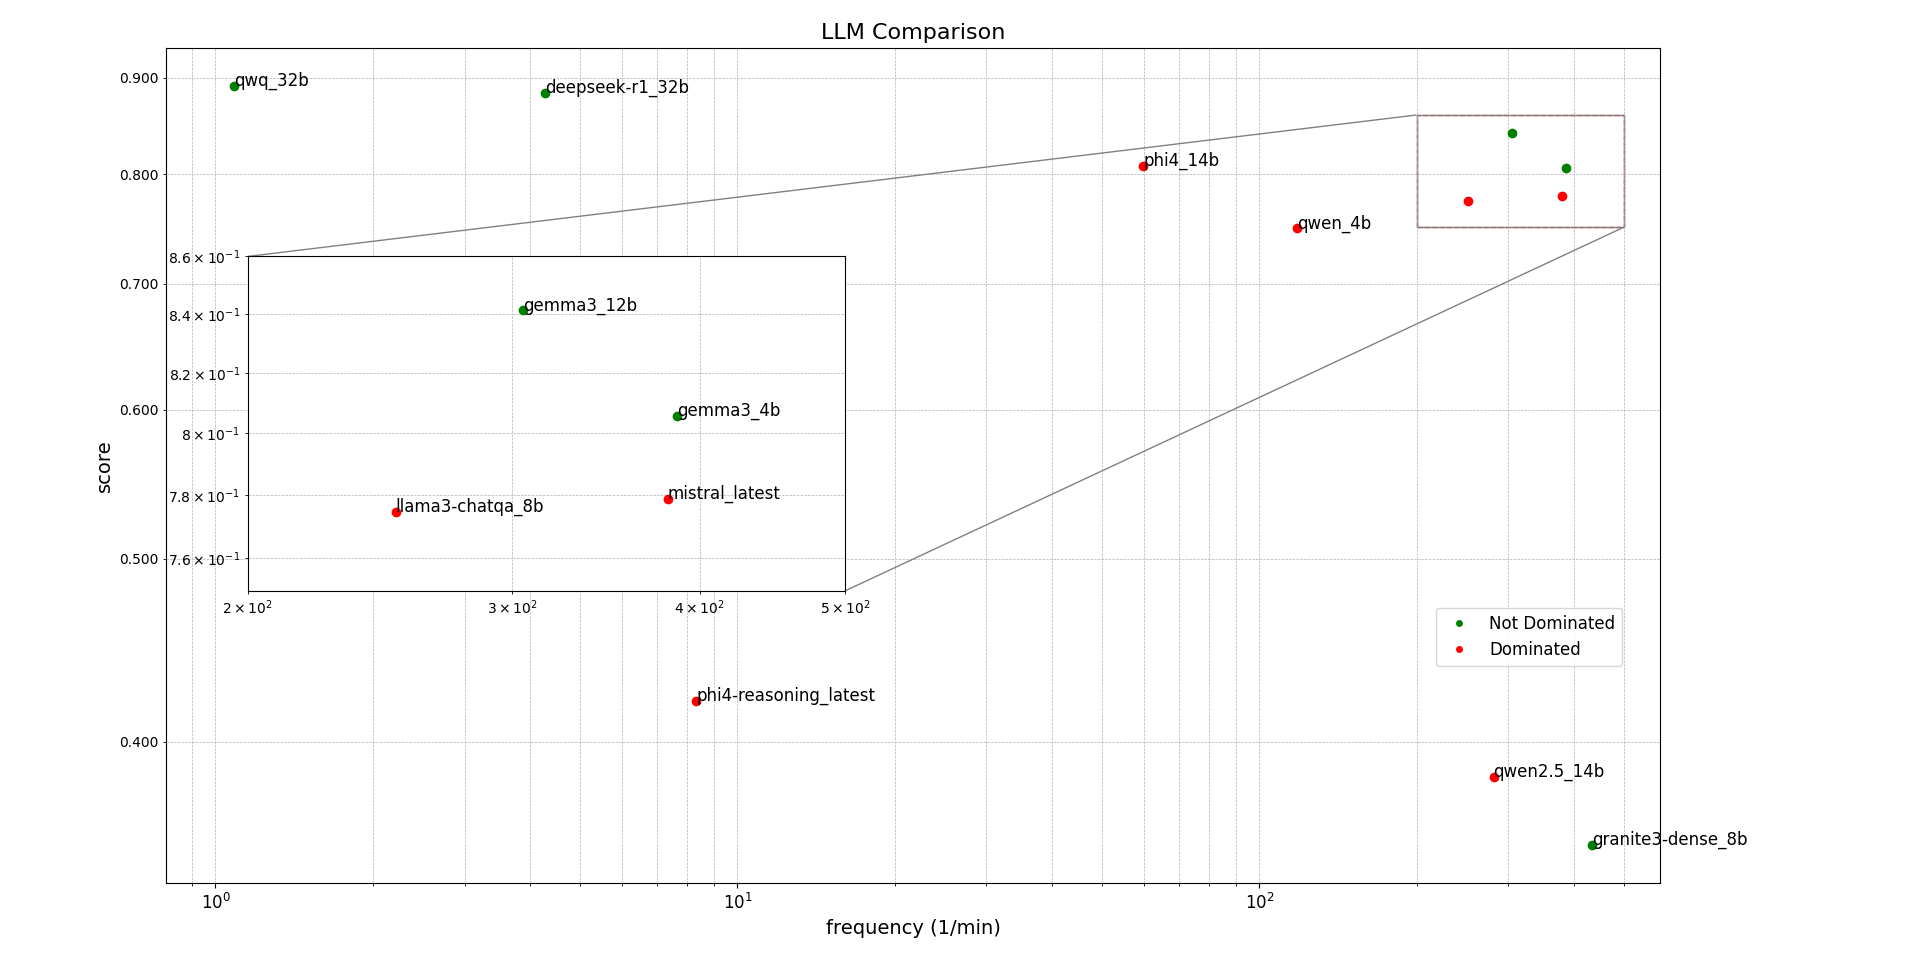 LLM Comparison
0.900
qwq_32b
deepseek-r1_32b
phi4_14b
0.800
qwen_4b
0.700
8.6 × 10⁻¹
gemma3_12b
8.4 × 10⁻¹
8.2 × 10⁻¹
gemma3_4b
0.600
8 × 10⁻¹
score
mistral_latest
7.8 × 10⁻¹
llama3-chatqa_8b
0.500
7.6 × 10⁻¹
2 × 10² 3 × 10² 4 × 10² 5 × 10²
Not Dominated
Dominated
phi4-reasoning_latest
0.400
qwen2.5_14b
granite3-dense_8b
10⁰ 10¹ 10²
frequency (1/min)